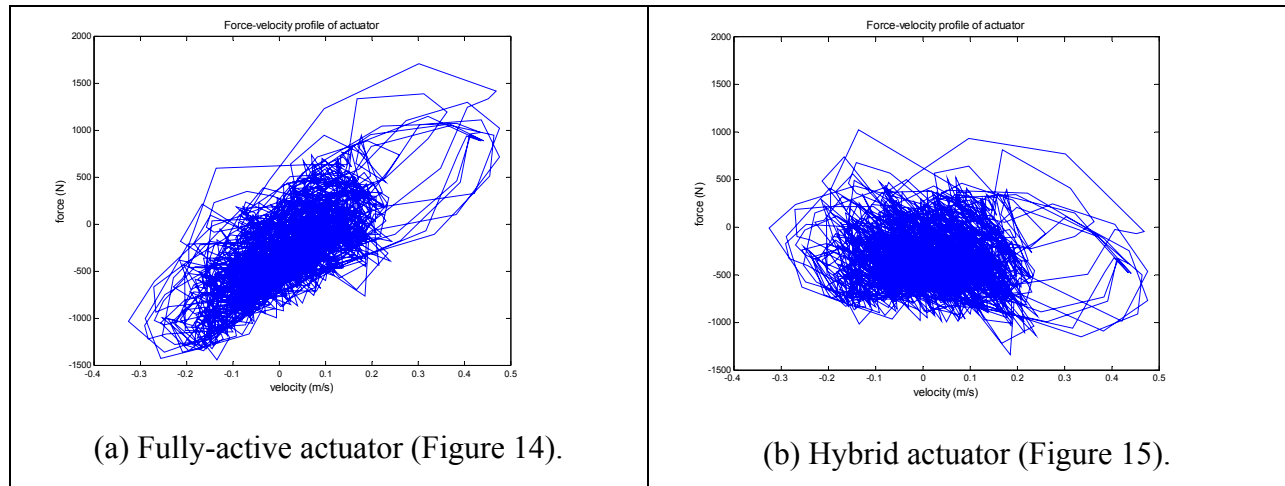 Force-velocity profile of actuator
2000
1500
1000
500
0
-500
-1000
-1500
force (N)
-0.4 -0.3 -0.2 -0.1 0 0.1 0.2 0.3 0.4 0.5
velocity (m/s)
(a) Fully-active actuator (Figure 14).
Force-velocity profile of actuator
2000
1500
1000
500
0
-500
-1000
-1500
force (N)
-0.4 -0.3 -0.2 -0.1 0 0.1 0.2 0.3 0.4 0.5
velocity (m/s)
(b) Hybrid actuator (Figure 15).